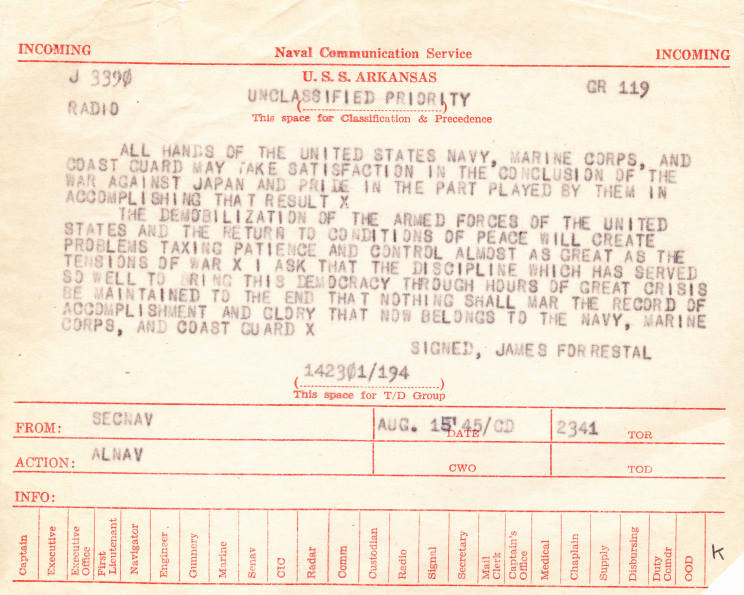 INCOMING Naval Communication Service INCOMING
U. S. S. ARKANSAS
J 339Ø GR 119
UNCLASSIFIED PRIORITY
RADIO
This space for Classification & Precedence
ALL HANDS OF THE UNITED STATES NAVY, MARINE CORPS, AND
COAST GUARD MAY TAKE SATISFACTION IN THE CONCLUSION OF THE
WAR AGAINST JAPAN AND PRIDE IN THE PART PLAYED BY THEM IN
ACCOMPLISHING THAT RESULT X
THE DEMOBILIZATION OF THE ARMED FORCES OF THE UNITED
STATES AND THE RETURN TO CONDITIONS OF PEACE WILL CREATE
PROBLEMS TAXING PATIENCE AND CONTROL ALMOST AS GREAT AS THE
TENSIONS OF WAR X I ASK THAT THE DISCIPLINE WHICH HAS SERVED
SO WELL TO BRING THIS DEMOCRACY THROUGH HOURS OF GREAT CRISIS
BE MAINTAINED TO THE END THAT NOTHING SHALL MAR THE RECORD OF
ACCOMPLISHMENT AND GLORY THAT NOW BELONGS TO THE NAVY, MARINE
CORPS, AND COAST GUARD X
SIGNED, JAMES FORRESTAL
1423Ø1/194
This space for T/D Group
FROM: SECNAV AUG. 15'45/CD DATE 2341 TOR
ACTION: ALNAV CWO TOD
INFO:
Captain
Executive
Executive Office
First Lieutenant
Navigator
Engineer
Gunnery
Marine
Senav
CIC
Radar
Comm
Custodian
Radio
Signal
Secretary
Mail Clerk
Captain's Office
Medical
Chaplain
Supply
Disbursing
Duty Comdr
OOD
K